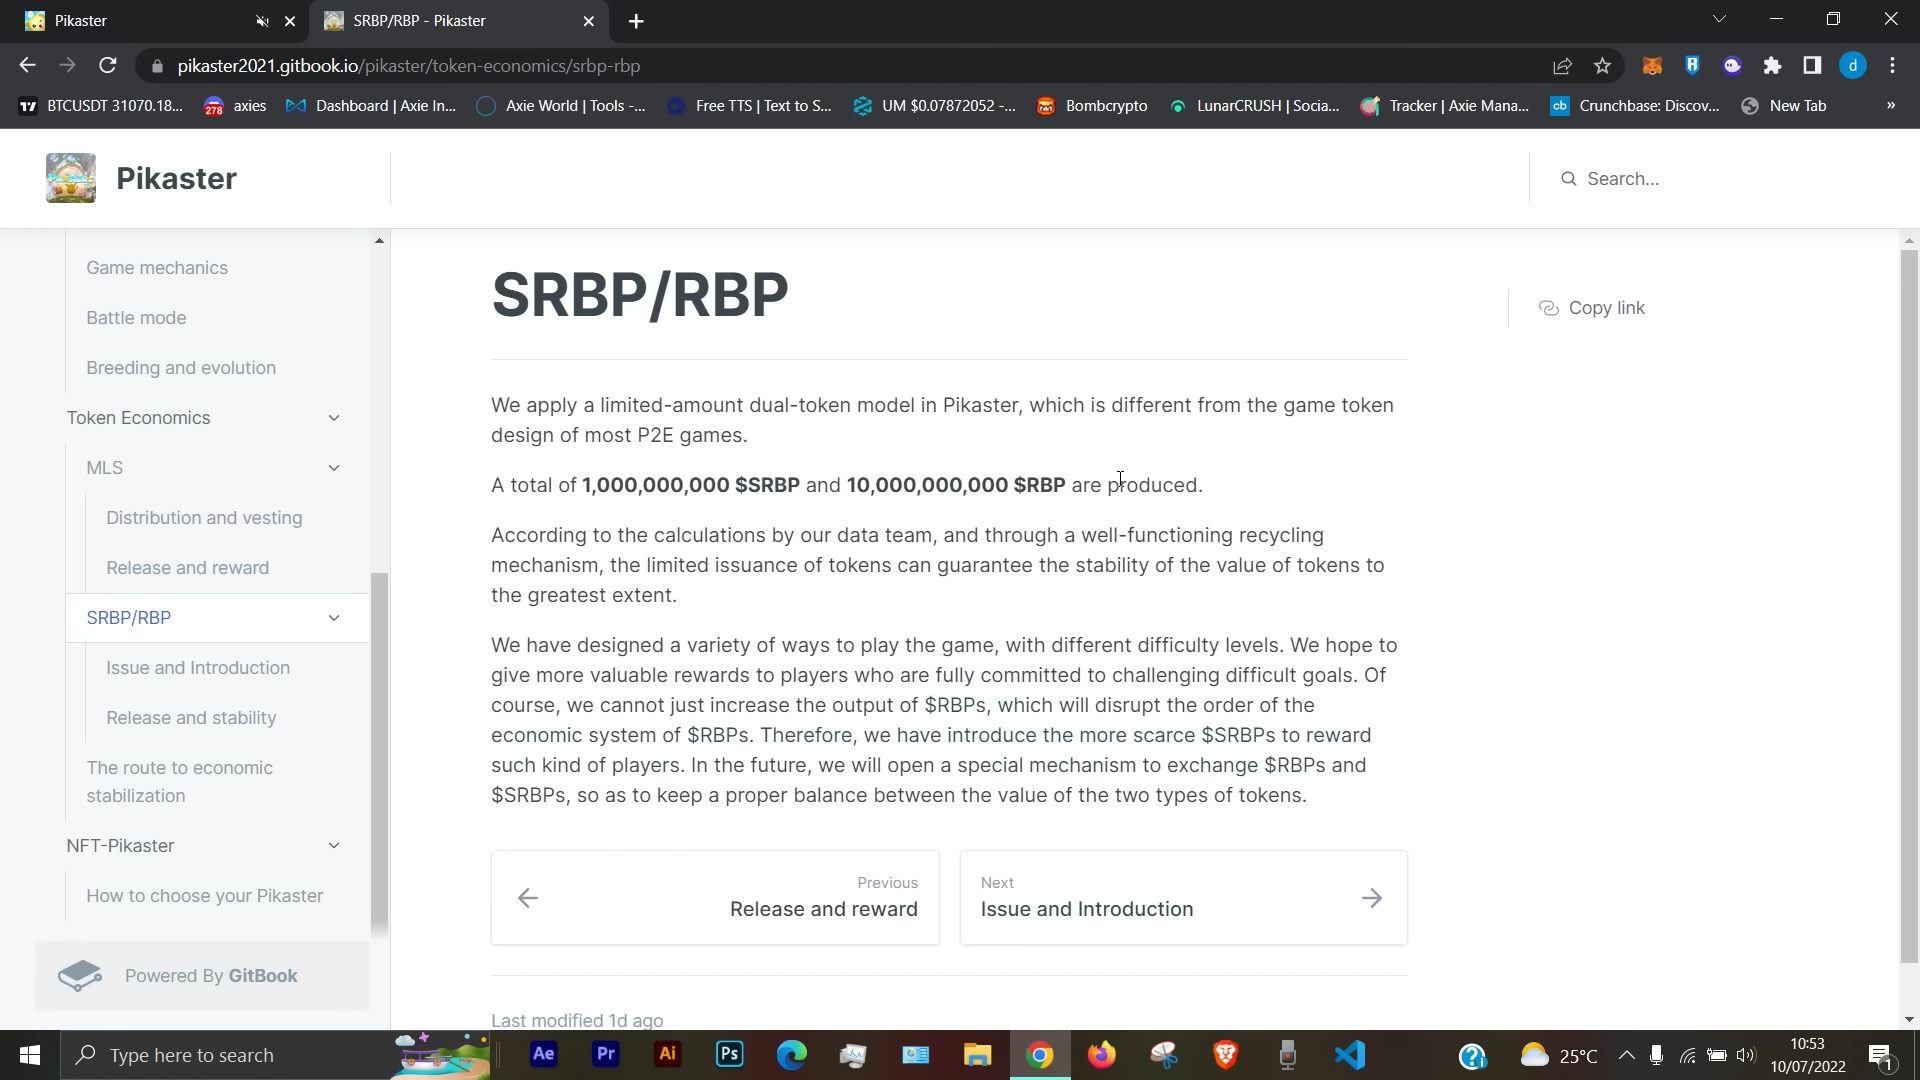 Pikaster
SRBP/RBP - Pikaster
pikaster2021.gitbook.io/pikaster/token-economics/srbp-rbp
d
BTCUSDT 31070.18...
278
axies
Dashboard | Axie In...
Axie World | Tools -...
Free TTS | Text to S...
UM $0.07872052 -...
Bombcrypto
LunarCRUSH | Socia...
Tracker | Axie Mana...
cb
Crunchbase: Discov...
New Tab
»
Pikaster
Search...
Game mechanics
Battle mode
Breeding and evolution
Token Economics
MLS
Distribution and vesting
Release and reward
SRBP/RBP
Issue and Introduction
Release and stability
The route to economic
stabilization
NFT-Pikaster
How to choose your Pikaster
Powered By GitBook
SRBP/RBP
Copy link
We apply a limited-amount dual-token model in Pikaster, which is different from the game token
design of most P2E games.
A total of 1,000,000,000 $SRBP and 10,000,000,000 $RBP are produced.
According to the calculations by our data team, and through a well-functioning recycling
mechanism, the limited issuance of tokens can guarantee the stability of the value of tokens to
the greatest extent.
We have designed a variety of ways to play the game, with different difficulty levels. We hope to
give more valuable rewards to players who are fully committed to challenging difficult goals. Of
course, we cannot just increase the output of $RBPs, which will disrupt the order of the
economic system of $RBPs. Therefore, we have introduce the more scarce $SRBPs to reward
such kind of players. In the future, we will open a special mechanism to exchange $RBPs and
$SRBPs, so as to keep a proper balance between the value of the two types of tokens.
Previous
Release and reward
Next
Issue and Introduction
Last modified 1d ago
Type here to search
Ae
Pr
Ai
Ps
25°C
10:53
10/07/2022
1